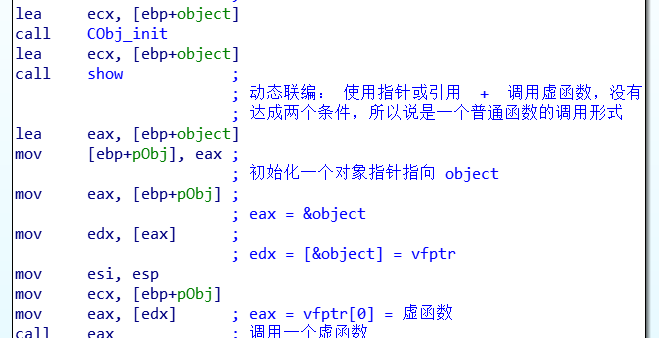 lea ecx, [ebp+object]
call CObj_init
lea ecx, [ebp+object]
call show ;
; 动态联编： 使用指针或引用 + 调用虚函数，没有
; 达成两个条件，所以说是一个普通函数的调用形式
lea eax, [ebp+object]
mov [ebp+pObj], eax ;
; 初始化一个对象指针指向 object
mov eax, [ebp+pObj] ;
; eax = &object
mov edx, [eax] ;
; edx = [&object] = vfptr
mov esi, esp
mov ecx, [ebp+pObj]
mov eax, [edx] ; eax = vfptr[0] = 虚函数
call eax ; 调用一个虚函数